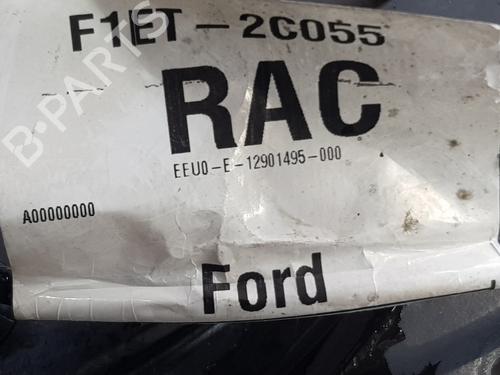 F1ET-2C055
RAC
EEU0-E-12901495-000
A00000000
Ford
B-PARTS